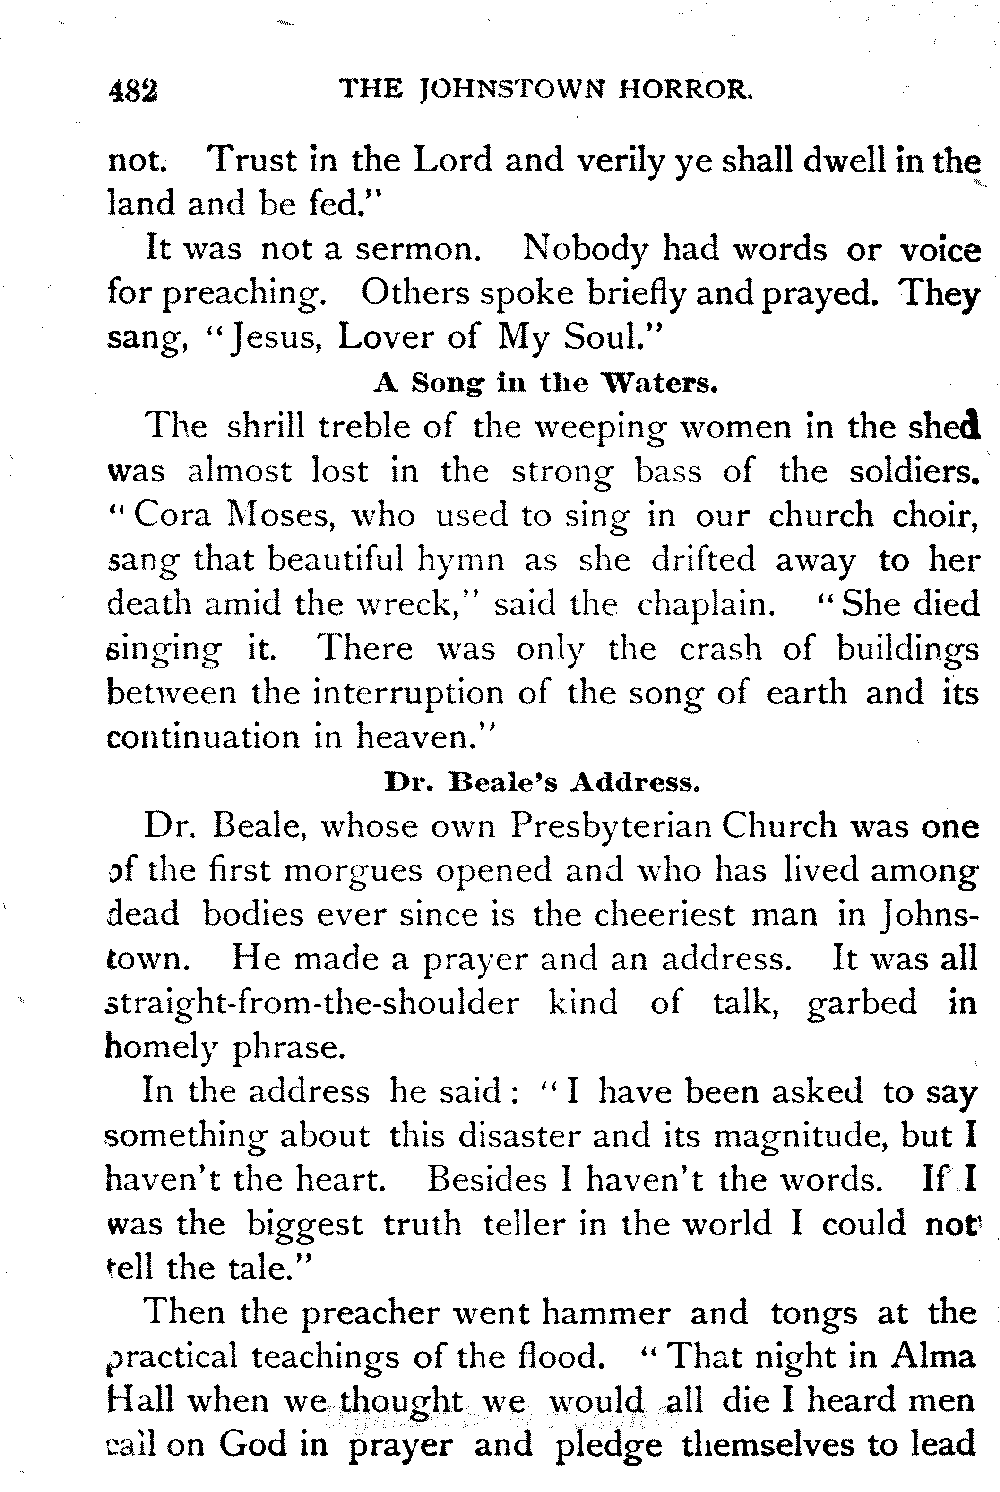 482 THE JOHNSTOWN HORROR.
not. Trust in the Lord and verily ye shall dwell in the
land and be fed."
It was not a sermon. Nobody had words or voice
for preaching. Others spoke briefly and prayed. They
sang, "Jesus, Lover of My Soul."
A Song in the Waters.
The shrill treble of the weeping women in the shed
was almost lost in the strong bass of the soldiers.
"Cora Moses, who used to sing in our church choir,
sang that beautiful hymn as she drifted away to her
death amid the wreck," said the chaplain. "She died
singing it. There was only the crash of buildings
between the interruption of the song of earth and its
continuation in heaven."
Dr. Beale's Address.
Dr. Beale, whose own Presbyterian Church was one
of the first morgues opened and who has lived among
dead bodies ever since is the cheeriest man in Johns-
town. He made a prayer and an address. It was all
straight-from-the-shoulder kind of talk, garbed in
homely phrase.
In the address he said: "I have been asked to say
something about this disaster and its magnitude, but I
haven't the heart. Besides I haven't the words. If I
was the biggest truth teller in the world I could not
tell the tale."
Then the preacher went hammer and tongs at the
practical teachings of the flood. "That night in Alma
Hall when we thought we would all die I heard men
call on God in prayer and pledge themselves to lead